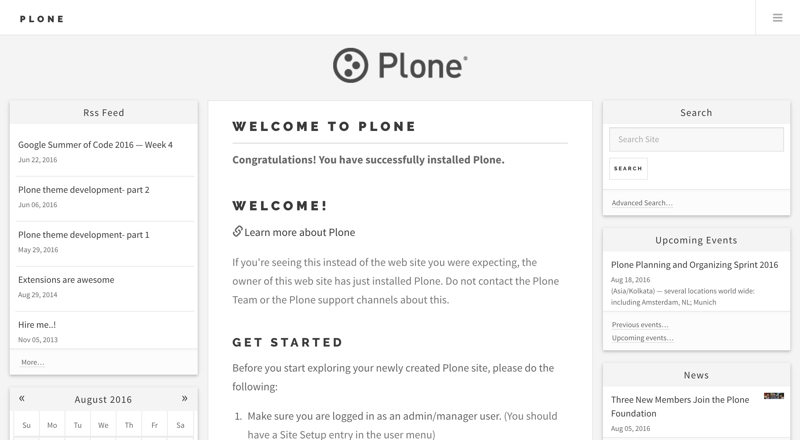 PLONE
Plone®
Rss Feed
Google Summer of Code 2016 — Week 4
Jun 22, 2016
Plone theme development- part 2
Jun 06, 2016
Plone theme development- part 1
May 29, 2016
Extensions are awesome
Aug 29, 2014
Hire me..!
Nov 05, 2013
More…
« August 2016 »
Su Mo Tu We Th Fr Sa
WELCOME TO PLONE
Congratulations! You have successfully installed Plone.
WELCOME!
Learn more about Plone
If you're seeing this instead of the web site you were expecting, the
owner of this web site has just installed Plone. Do not contact the Plone
Team or the Plone support channels about this.
GET STARTED
Before you start exploring your newly created Plone site, please do the
following:
1. Make sure you are logged in as an admin/manager user. (You should
have a Site Setup entry in the user menu)
Search
Search Site
SEARCH
Advanced Search…
Upcoming Events
Plone Planning and Organizing Sprint 2016
Aug 18, 2016
(Asia/Kolkata) — several locations world wide:
including Amsterdam, NL; Munich
Previous events…
Upcoming events…
News
Three New Members Join the Plone
Foundation
Aug 05, 2016